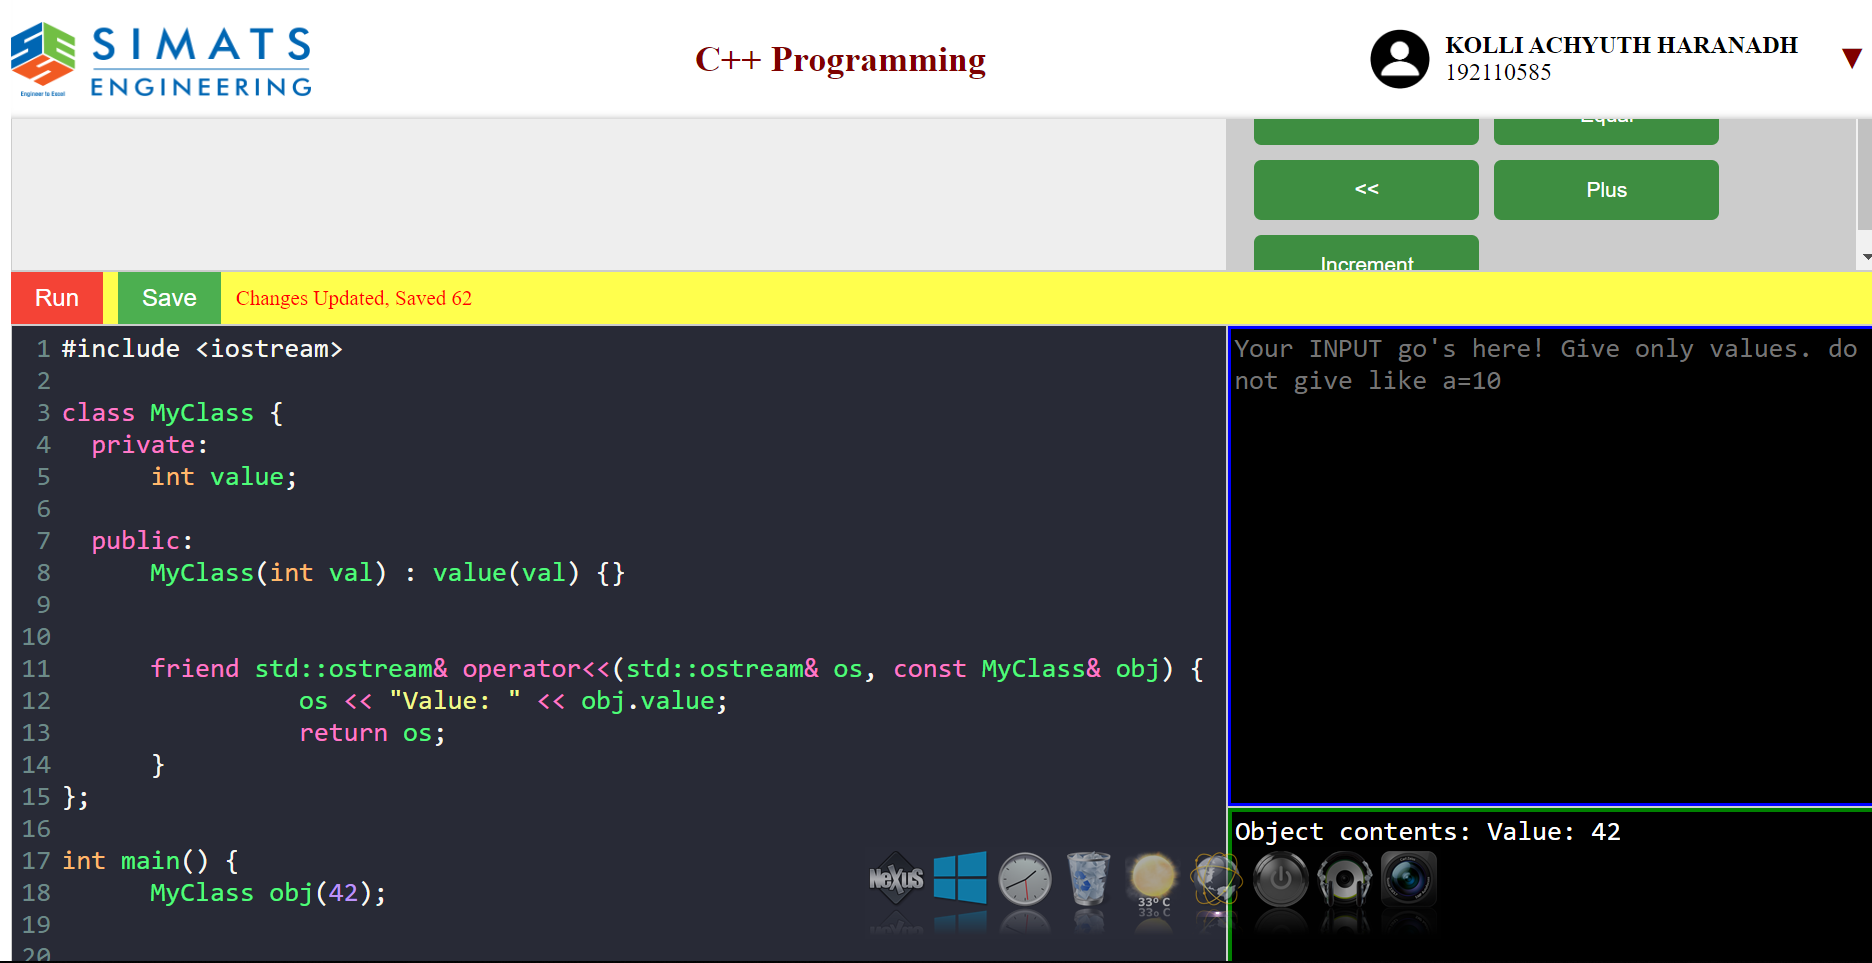 SIMATS
ENGINEERING
Engineer to Excel
C++ Programming
KOLLI ACHYUTH HARANADH
192110585
▼
Equal
<<
Plus
Increment
Run
Save
Changes Updated, Saved 62
1 #include <iostream>
2
3 class MyClass {
4   private:
5       int value;
6
7   public:
8       MyClass(int val) : value(val) {}
9
10
11       friend std::ostream& operator<<(std::ostream& os, const MyClass& obj) {
12                 os << "Value: " << obj.value;
13                 return os;
14       }
15 };
16
17 int main() {
18       MyClass obj(42);
19
20
Your INPUT go's here! Give only values. do
not give like a=10
Object contents: Value: 42
NeXuS
33° C